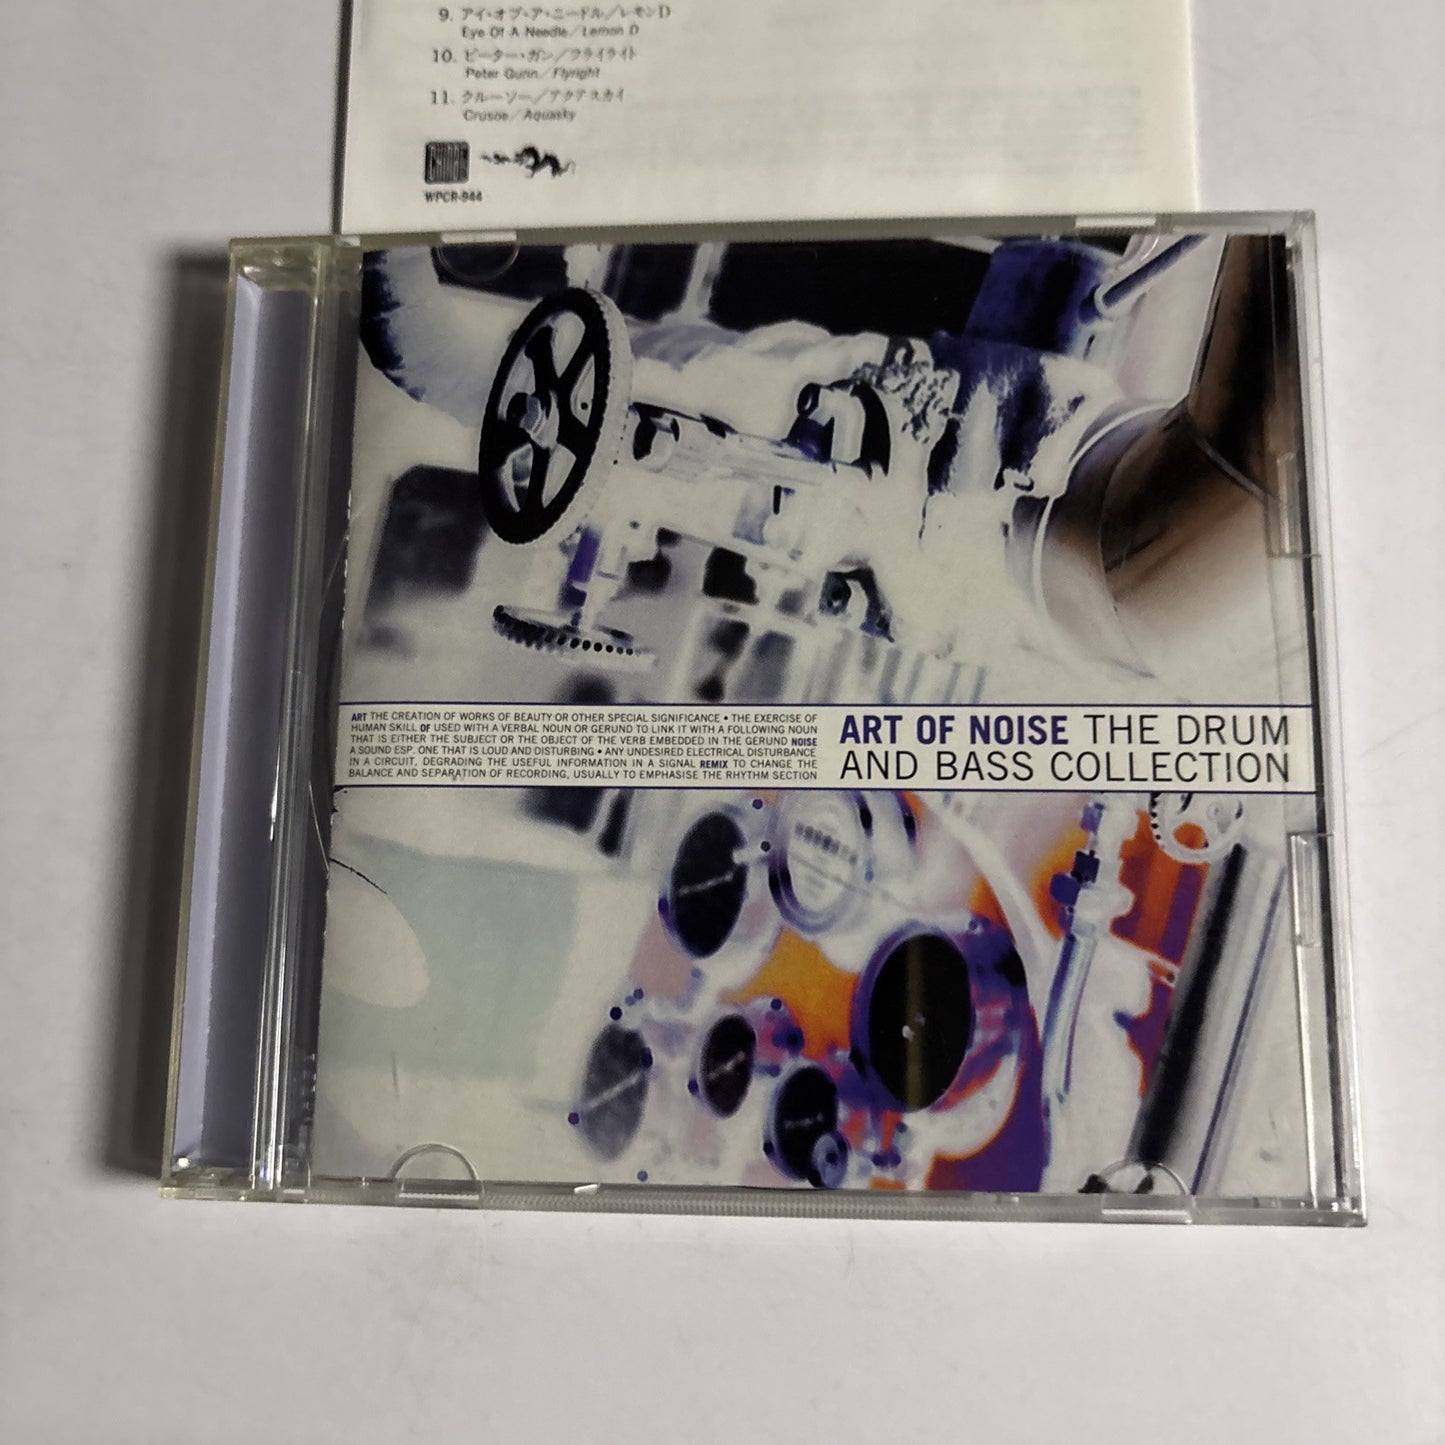 9. アイ・オブ・ア・ニードル／レモンD
Eye Of A Needle／Lemon D
10. ピーター・ガン／フライライト
Peter Gunn／Flyright
11. クルーソー／アクアスカイ
Crusoe／Aquasky
WPCR-944
ART THE CREATION OF WORKS OF BEAUTY OR OTHER SPECIAL SIGNIFICANCE • THE EXERCISE OF
HUMAN SKILL OF USED WITH A VERBAL NOUN OR GERUND TO LINK IT WITH A FOLLOWING NOUN
THAT IS EITHER THE SUBJECT OR THE OBJECT OF THE VERB EMBEDDED IN THE GERUND NOISE
A SOUND ESP. ONE THAT IS LOUD AND DISTURBING • ANY UNDESIRED ELECTRICAL DISTURBANCE
IN A CIRCUIT, DEGRADING THE USEFUL INFORMATION IN A SIGNAL REMIX TO CHANGE THE
BALANCE AND SEPARATION OF RECORDING, USUALLY TO EMPHASISE THE RHYTHM SECTION
ART OF NOISE THE DRUM
AND BASS COLLECTION